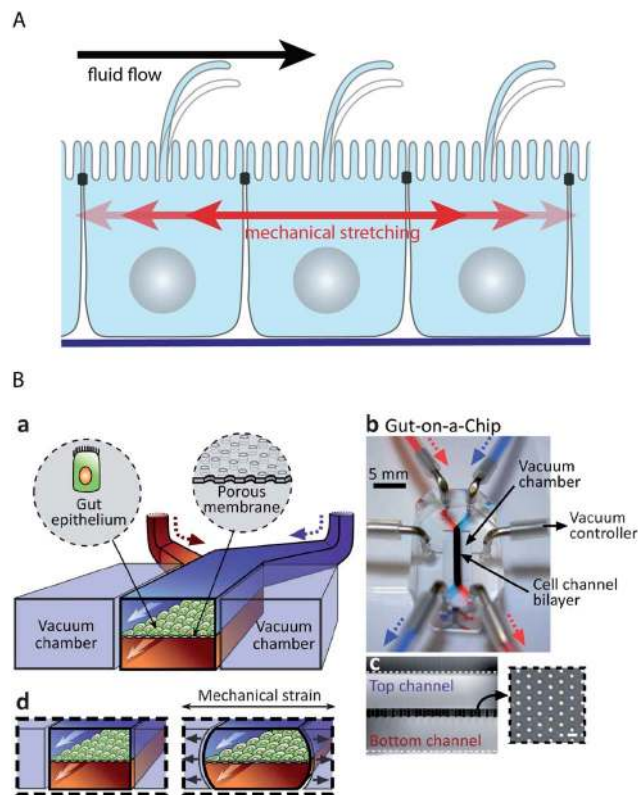 A
fluid flow
mechanical stretching
B
a
Gut
epithelium
Porous
membrane
Vacuum
chamber
Vacuum
chamber
b Gut-on-a-Chip
5 mm
Vacuum
chamber
Vacuum
controller
Cell channel
bilayer
c
Top channel
Bottom channel
d
Mechanical strain